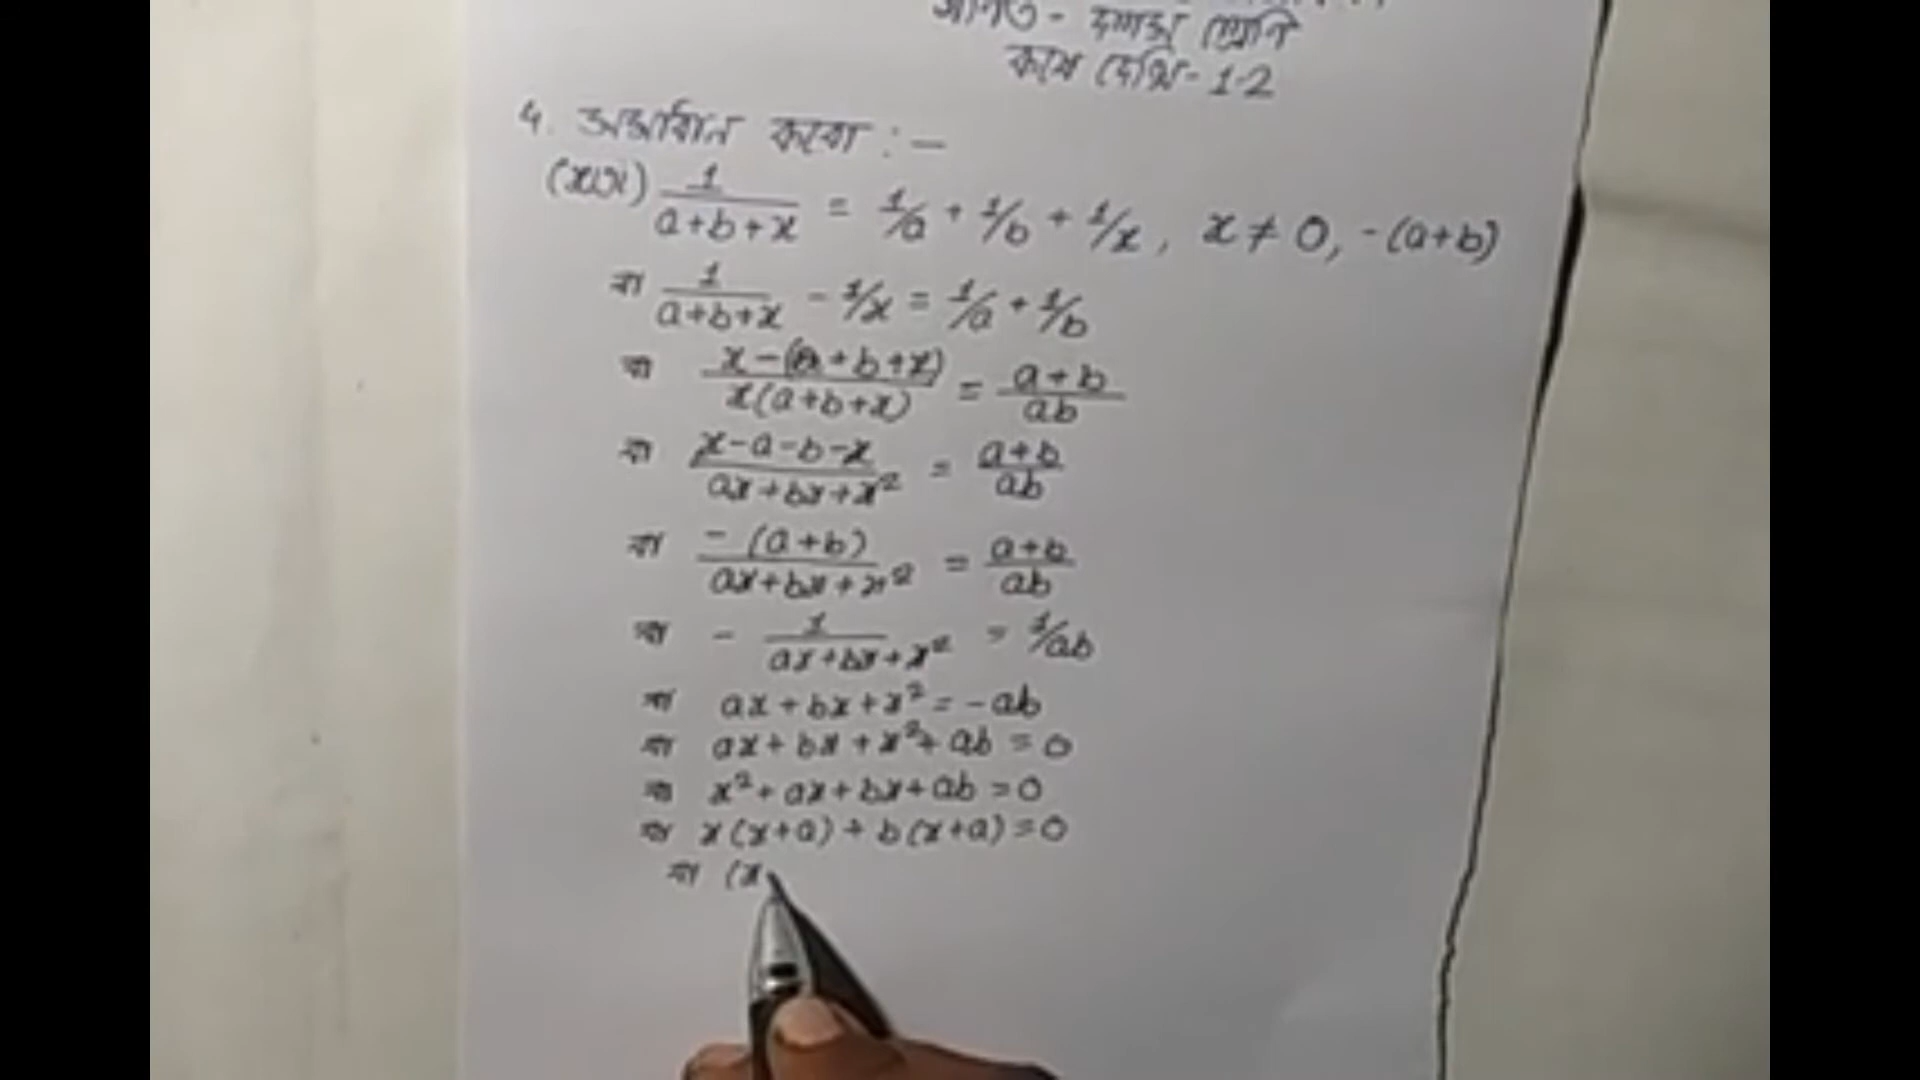 গণিত - দশম শ্রেণি
কষে দেখি - 1.2
4. সমাধান করো : —
(xvi) 1/(a+b+x) = 1/a + 1/b + 1/x, x ≠ 0, -(a+b)
বা 1/(a+b+x) - 1/x = 1/a + 1/b
বা (x-(a+b+x))/(x(a+b+x)) = (a+b)/(ab)
বা (x-a-b-x)/(ax+bx+x²) = (a+b)/(ab)
বা (-(a+b))/(ax+bx+x²) = (a+b)/(ab)
বা - 1/(ax+bx+x²) = 1/ab
বা ax+bx+x² = -ab
বা ax+bx+x²+ab = 0
বা x²+ax+bx+ab = 0
বা x(x+a)+b(x+a) = 0
বা (x